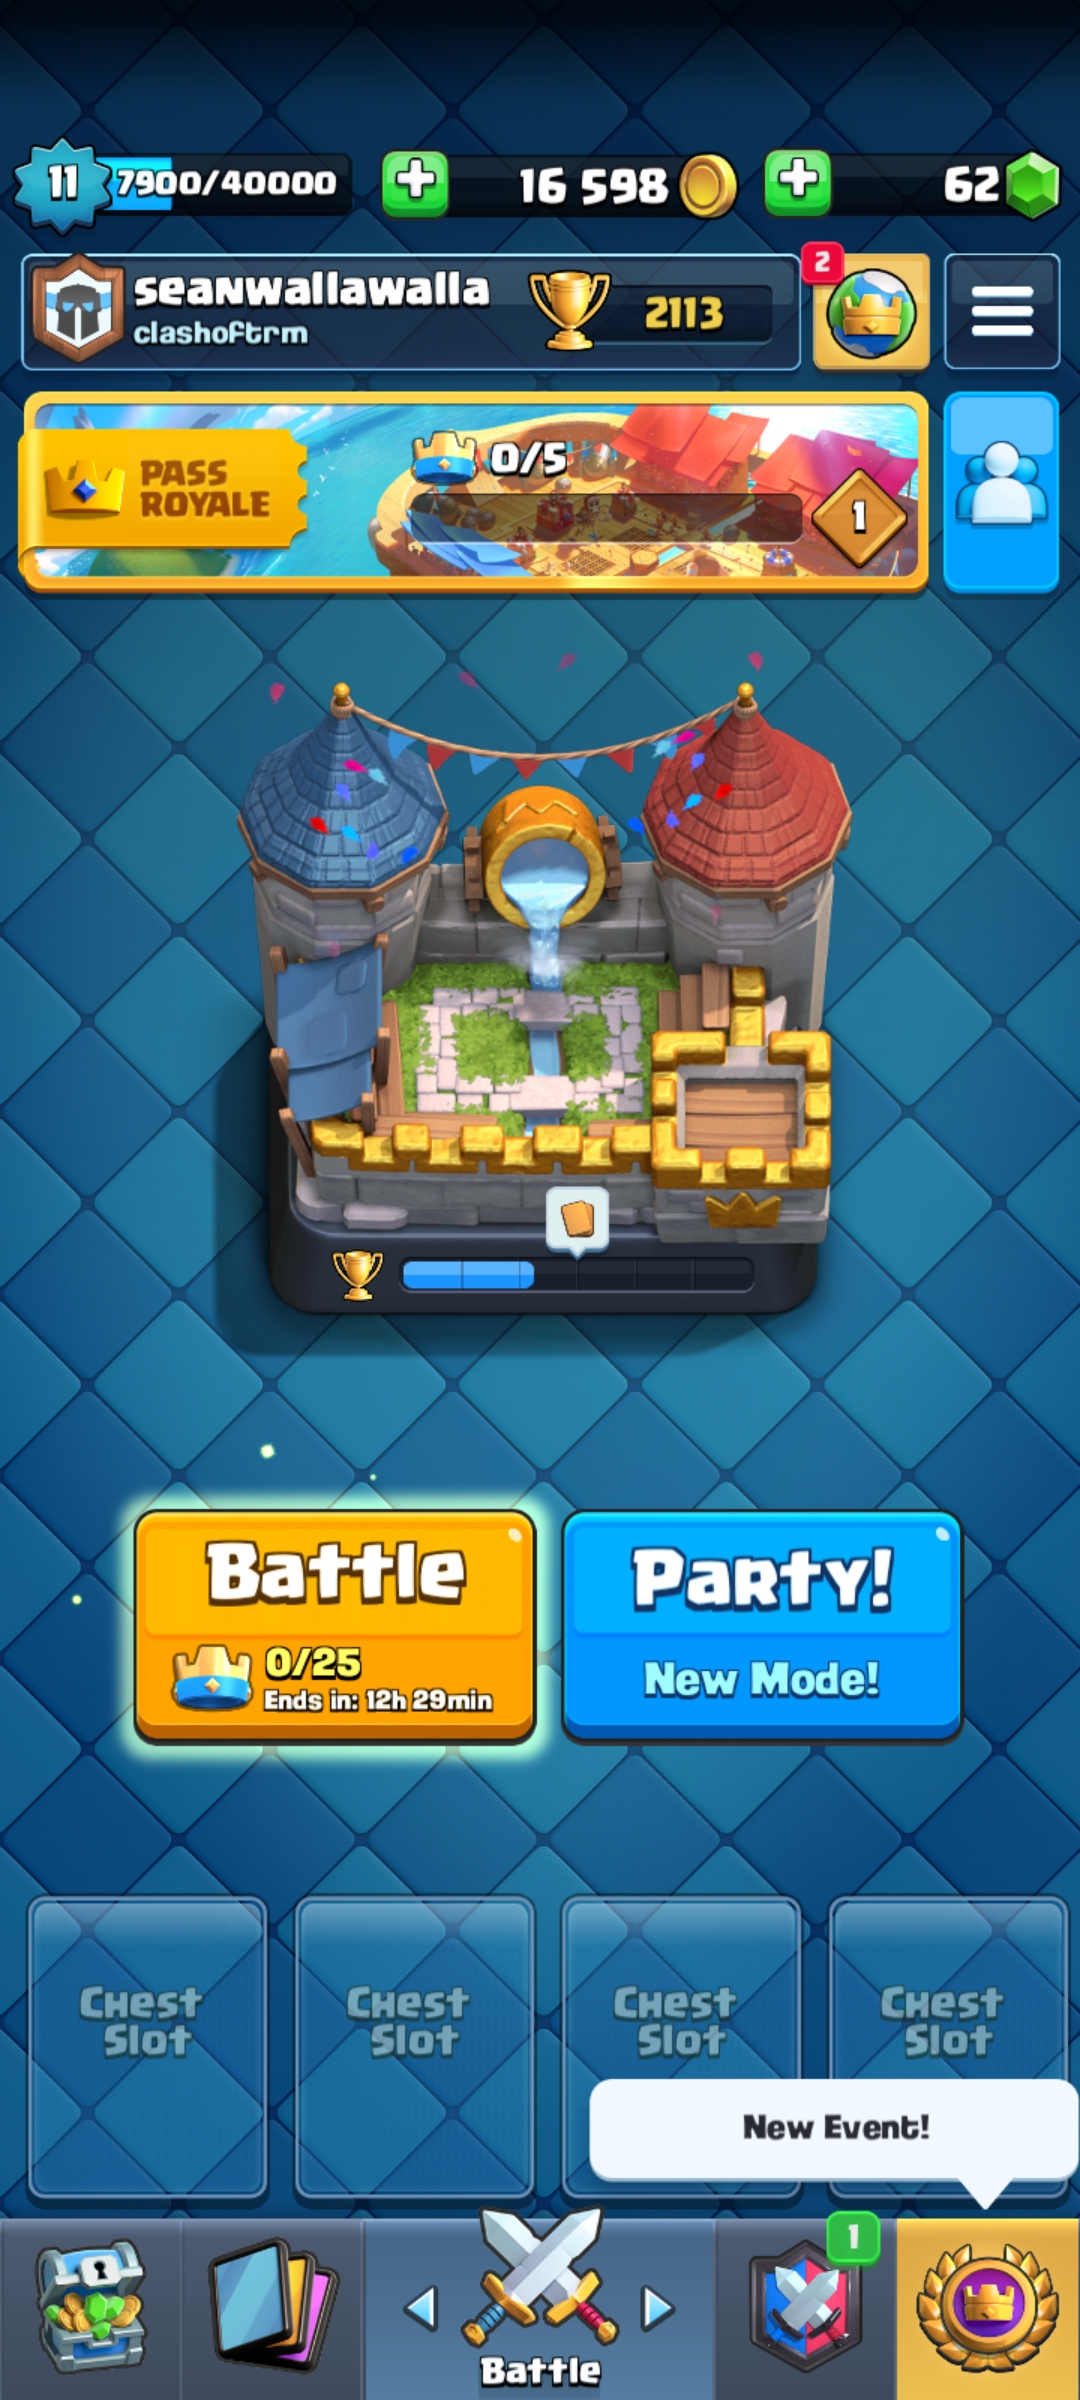 11
7900/40000
16 598
62
seanwallawalla
2113
2
clashoftrm
PASS
ROYALE
0/5
1
Battle
0/25
Ends in: 12h 29min
Party!
New Mode!
Chest
Slot
Chest
Slot
Chest
Slot
Chest
Slot
New Event!
1
Battle